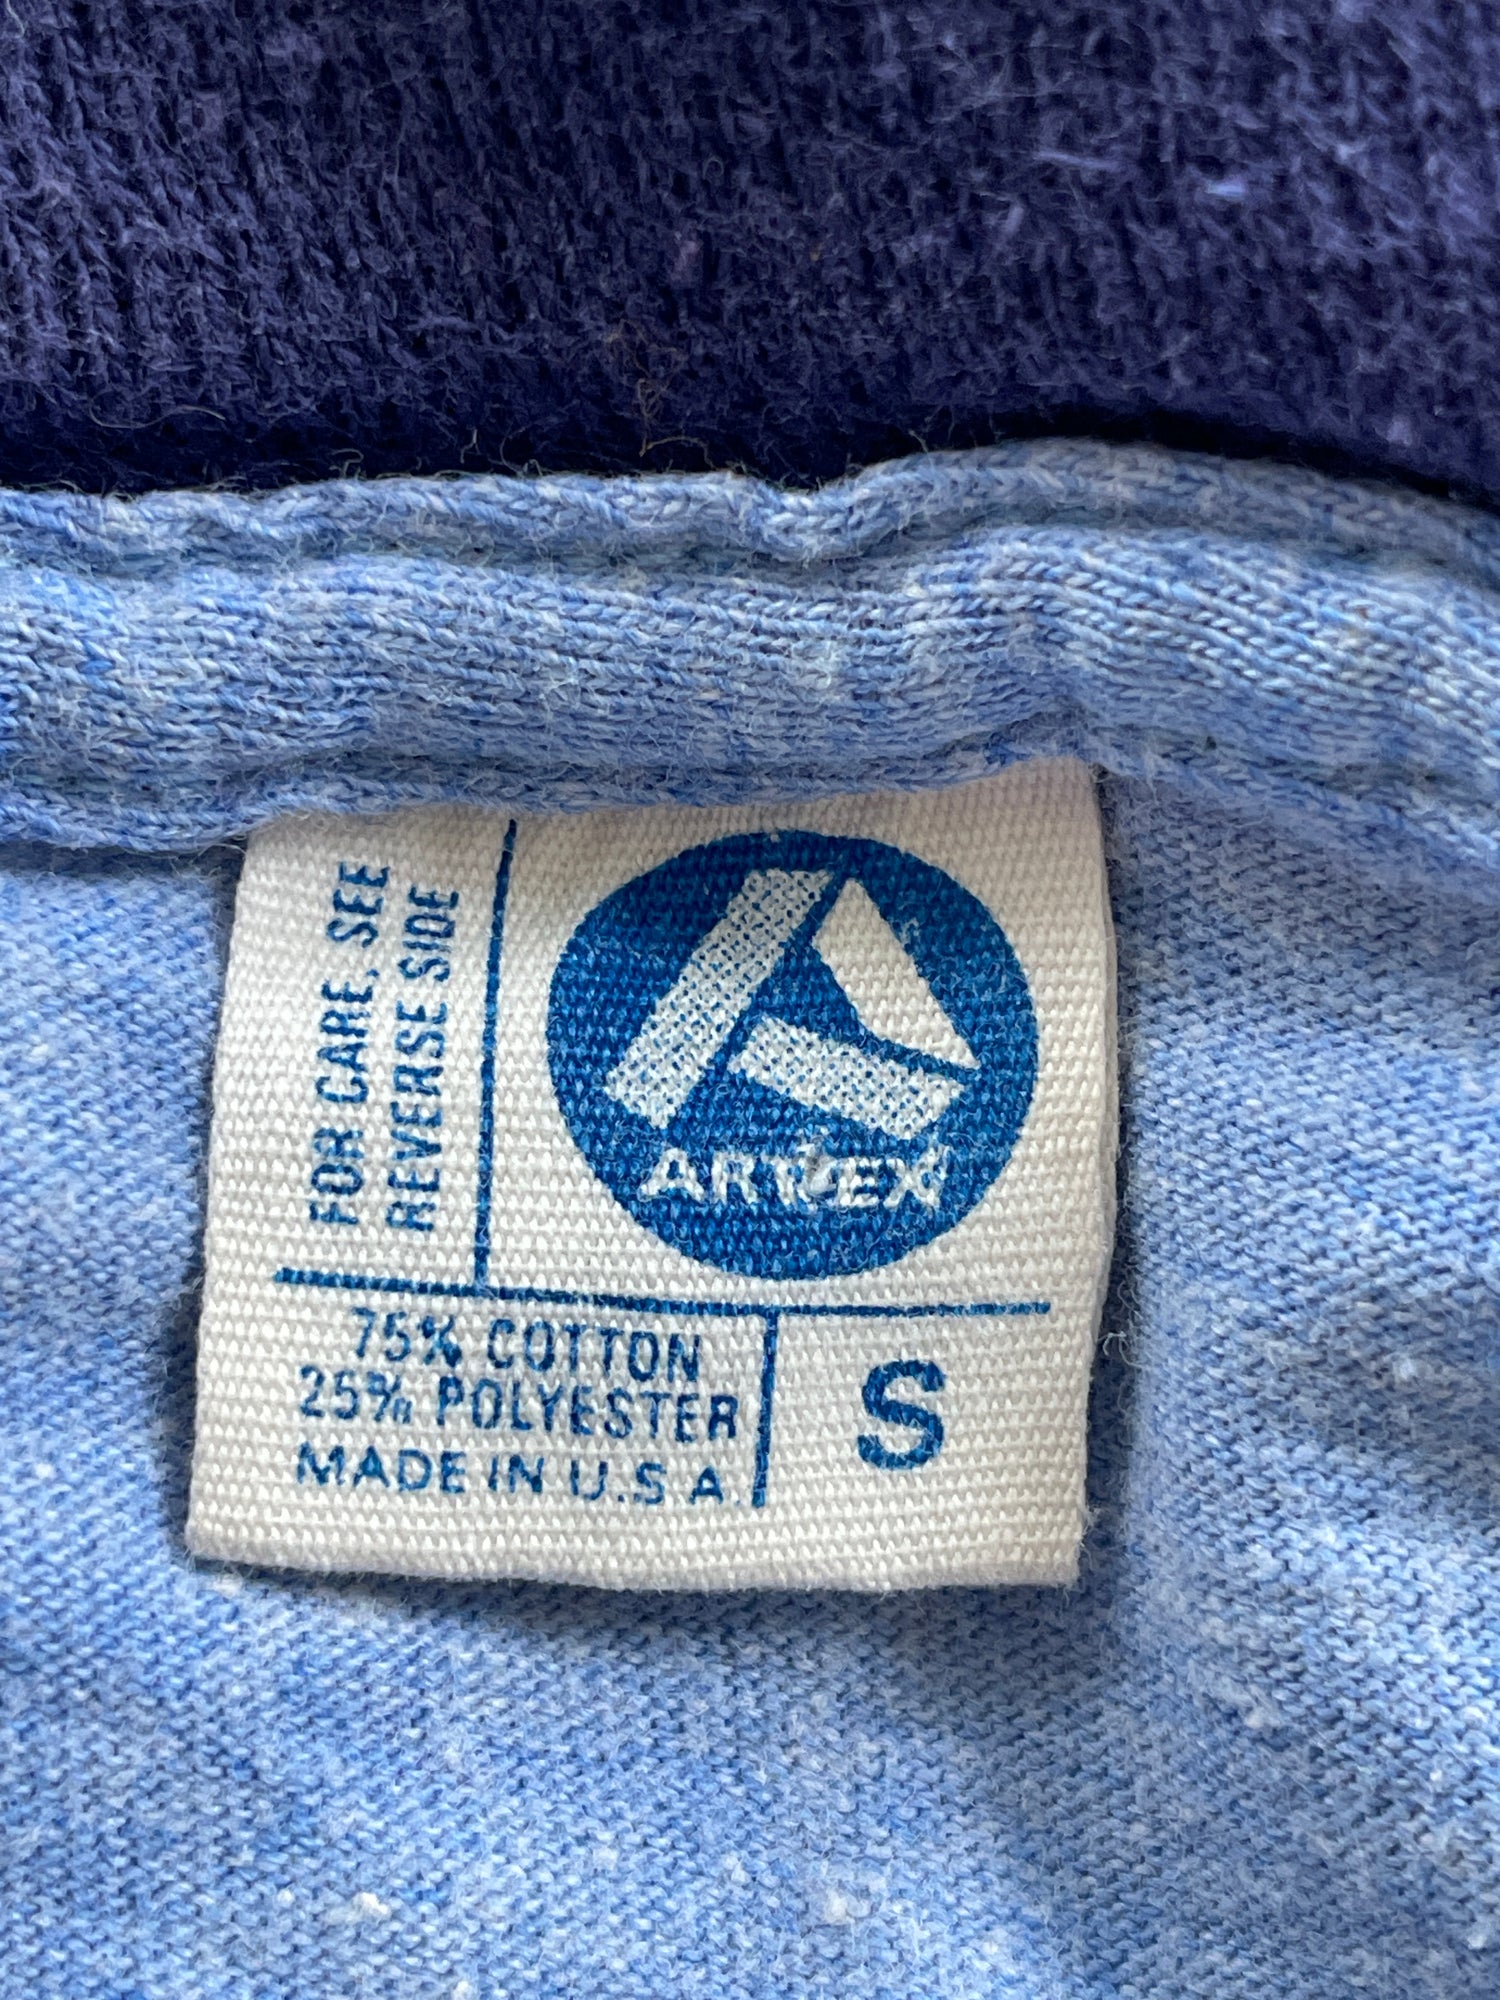 FOR CARE, SEE
REVERSE SIDE
ARTEX
75% COTTON
25% POLYESTER
MADE IN U.S.A.
S